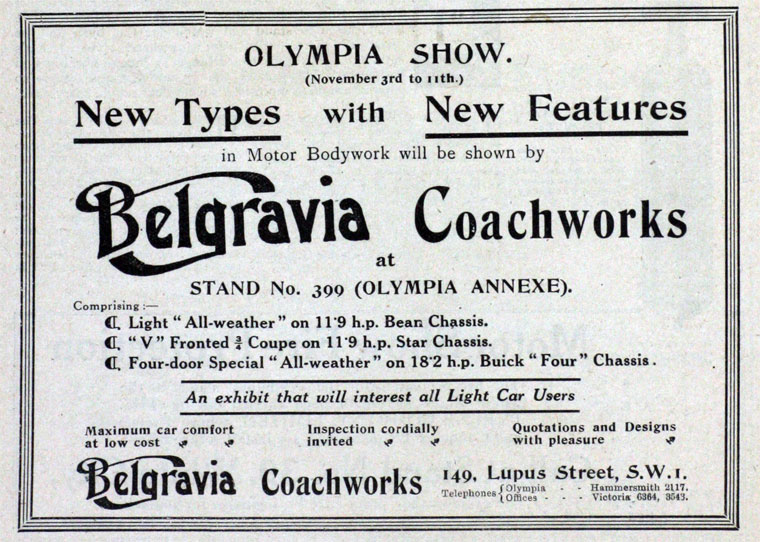 OLYMPIA SHOW.
(November 3rd to 11th.)
New Types with New Features
in Motor Bodywork will be shown by
Belgravia Coachworks
at
STAND No. 399 (OLYMPIA ANNEXE).
Comprising :—
¶ Light "All-weather" on 11·9 h.p. Bean Chassis.
¶ "V" Fronted ¾ Coupe on 11·9 h.p. Star Chassis.
¶ Four-door Special "All-weather" on 18·2 h.p. Buick "Four" Chassis.
An exhibit that will interest all Light Car Users
Maximum car comfort
at low cost
Inspection cordially
invited
Quotations and Designs
with pleasure
Belgravia Coachworks
149, Lupus Street, S.W.1.
Telephones { Olympia - - Hammersmith 2117.
Offices - - Victoria 6364, 3543.